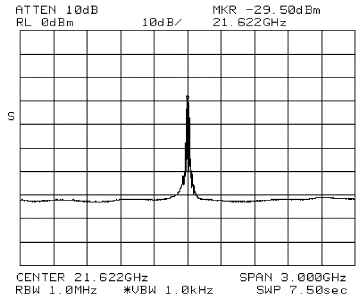 ATTEN 10dB MKR -29.50dBm
RL 0dBm 10dB/ 21.622GHz
S
CENTER 21.622GHz SPAN 3.000GHz
RBW 1.0MHz *VBW 1.0kHz SWP 7.50sec